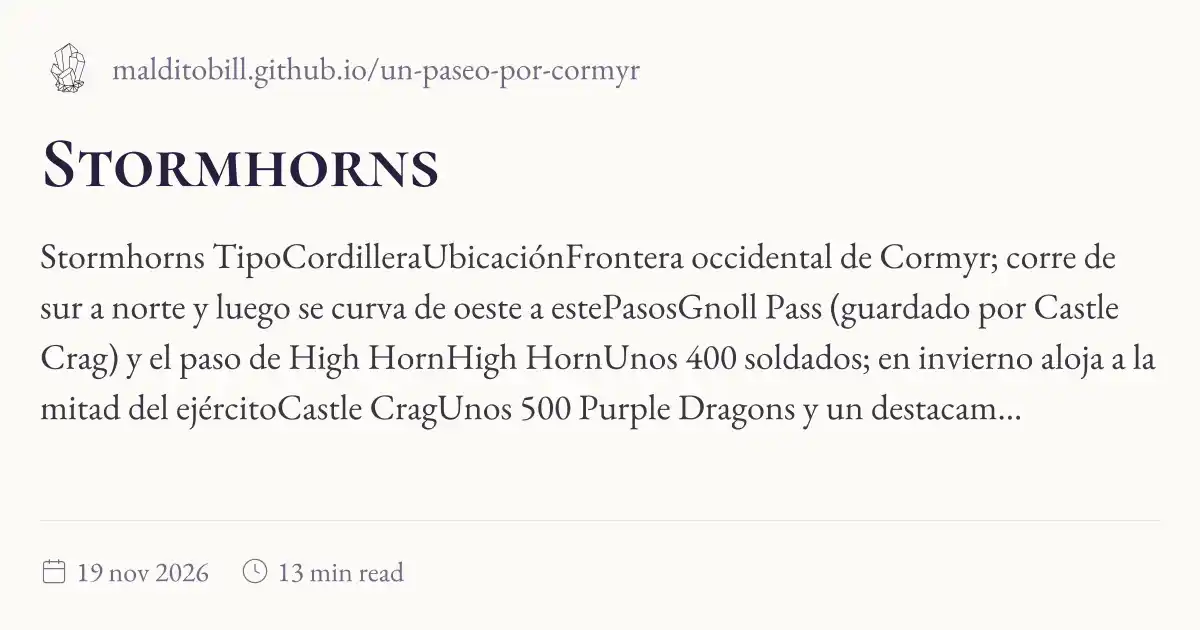 malditobill.github.io/un-paseo-por-cormyr
Stormhorns
Stormhorns TipoCordilleraUbicaciónFrontera occidental de Cormyr; corre de
sur a norte y luego se curva de oeste a estePasosGnoll Pass (guardado por Castle
Crag) y el paso de High HornHigh HornUnos 400 soldados; en invierno aloja a la
mitad del ejércitoCastle CragUnos 500 Purple Dragons y un destacam...
19 nov 2026
13 min read